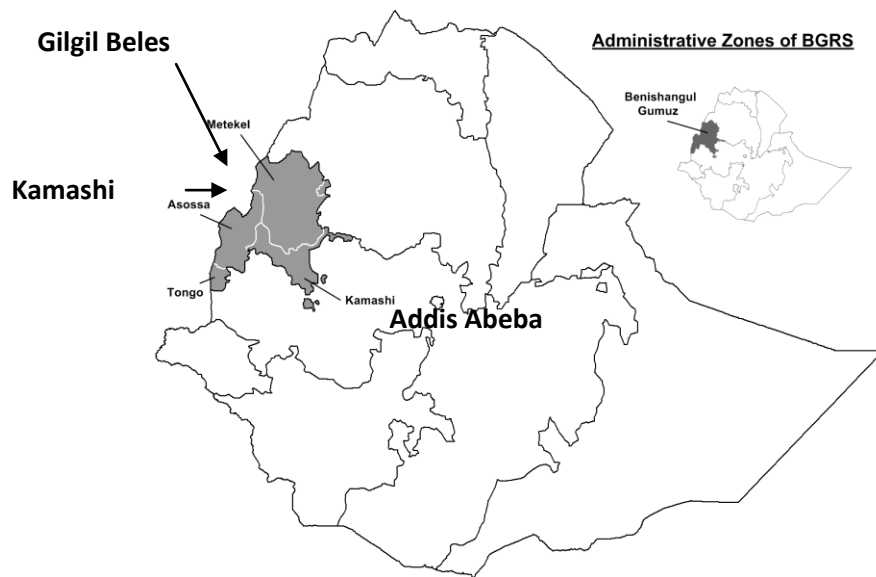 Gilgil Beles
Administrative Zones of BGRS
Benishangul
Gumuz
Metekel
Kamashi
Asossa
Tongo
Kamashi
Addis Abeba